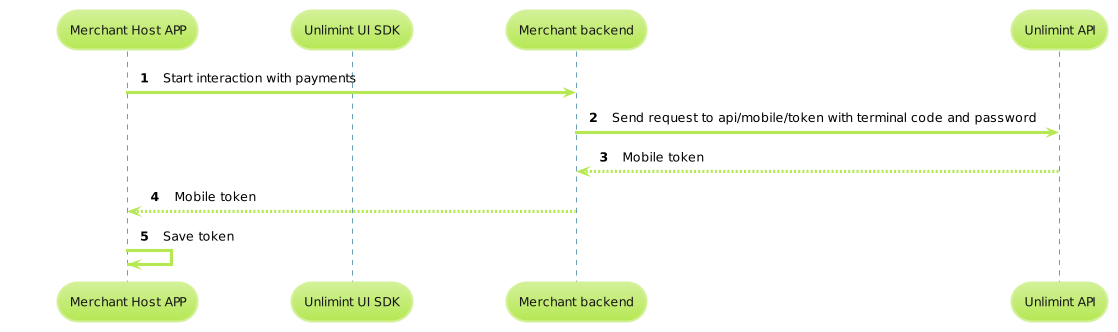 Merchant Host APP Unlimint UI SDK Merchant backend Unlimint API
1 Start interaction with payments
2 Send request to api/mobile/token with terminal code and password
3 Mobile token
4 Mobile token
5 Save token
Merchant Host APP Unlimint UI SDK Merchant backend Unlimint API